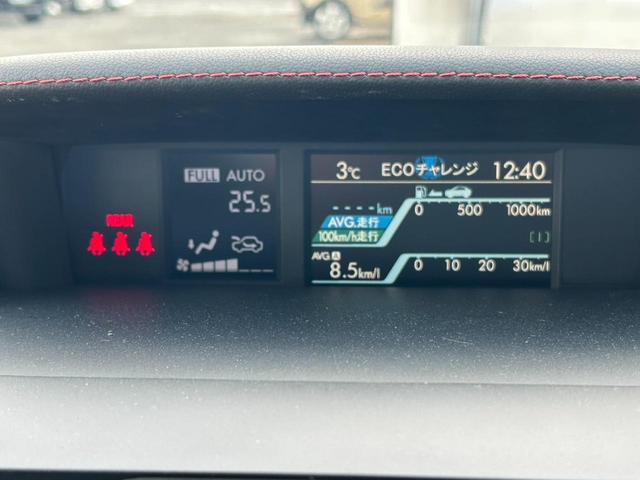 REAR
FULL AUTO
25.5
3℃ ECOチャレンジ 12:40
----km
0 500 1000km
AVG.走行
100km/h走行
[1]
AVG.A
8.5km/l
0 10 20 30km/l